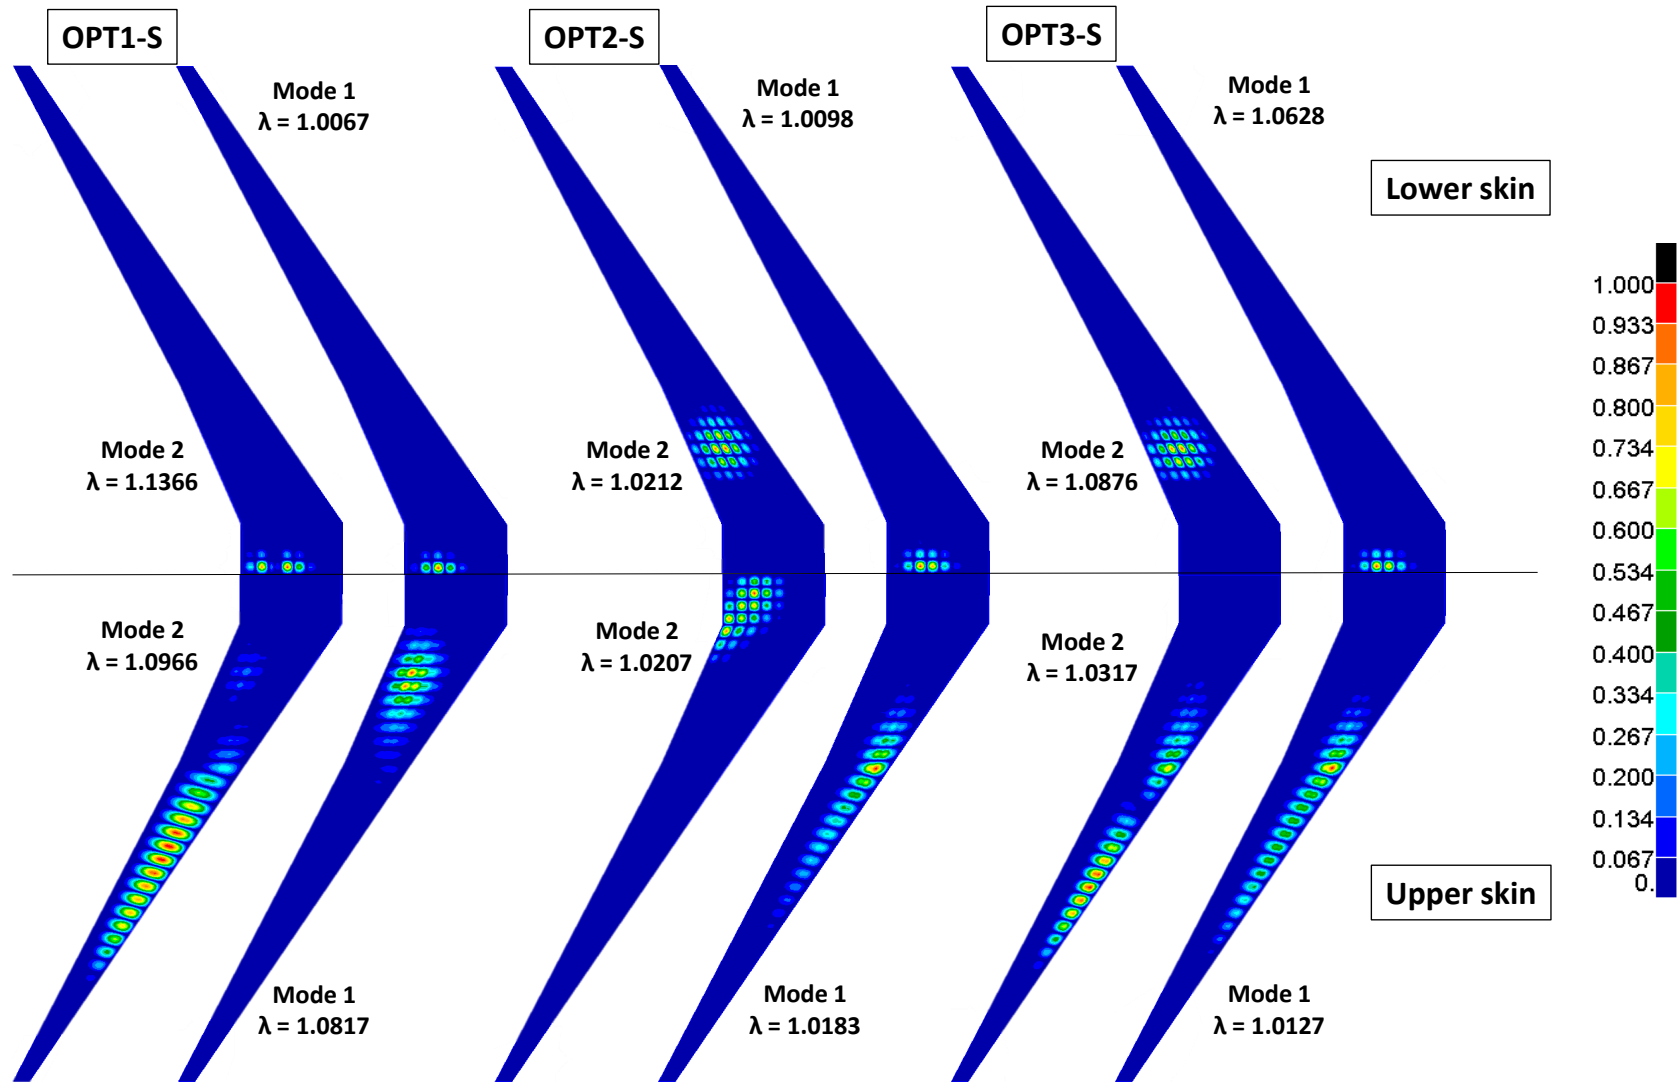 OPT1-S
OPT2-S
OPT3-S
Mode 1
λ = 1.0067
Mode 1
λ = 1.0098
Mode 1
λ = 1.0628
Lower skin
Mode 2
λ = 1.1366
Mode 2
λ = 1.0212
Mode 2
λ = 1.0876
Mode 2
λ = 1.0966
Mode 2
λ = 1.0207
Mode 2
λ = 1.0317
Upper skin
Mode 1
λ = 1.0817
Mode 1
λ = 1.0183
Mode 1
λ = 1.0127
1.000
0.933
0.867
0.800
0.734
0.667
0.600
0.534
0.467
0.400
0.334
0.267
0.200
0.134
0.067
0.